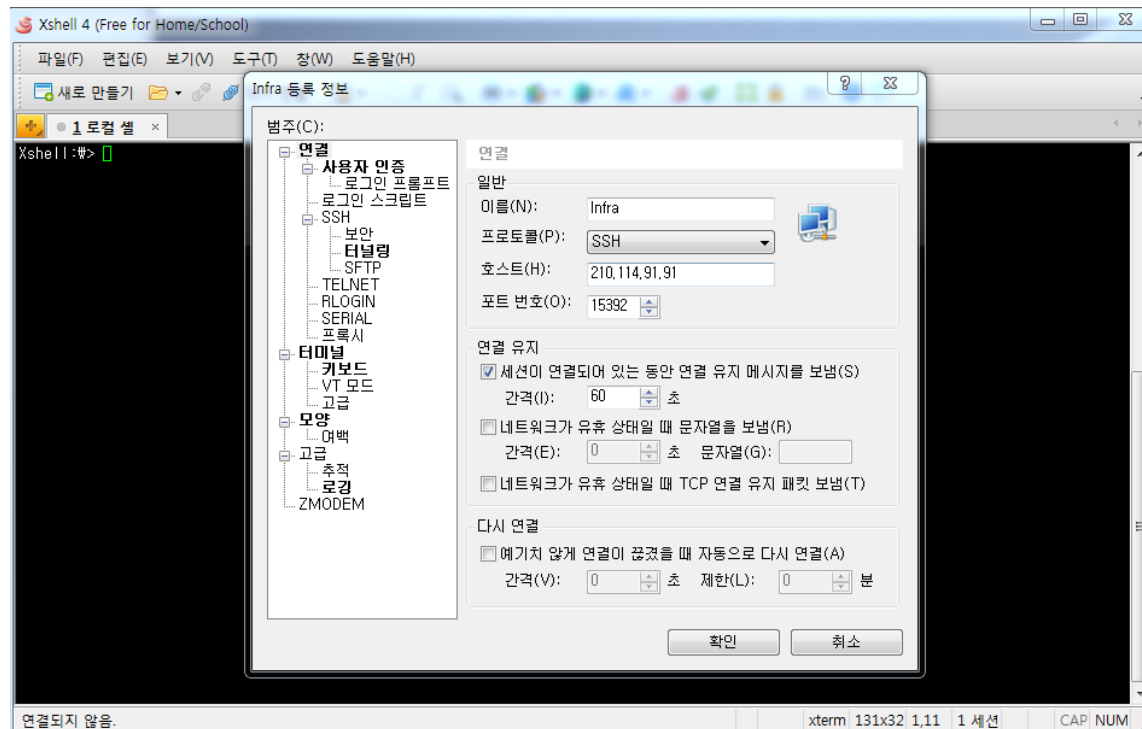 Xshell 4 (Free for Home/School)
파일(F) 편집(E) 보기(V) 도구(T) 창(W) 도움말(H)
새로 만들기
Infra 등록 정보
1 로컬 셸
Xshell:\>
범주(C):
연결
사용자 인증
로그인 프롬프트
로그인 스크립트
SSH
보안
터널링
SFTP
TELNET
RLOGIN
SERIAL
프록시
터미널
키보드
VT 모드
고급
모양
여백
고급
추적
로깅
ZMODEM
연결
일반
이름(N): Infra
프로토콜(P): SSH
호스트(H): 210,114,91,91
포트 번호(O): 15392
연결 유지
세션이 연결되어 있는 동안 연결 유지 메시지를 보냄(S)
간격(I): 60 초
네트워크가 유휴 상태일 때 문자열을 보냄(R)
간격(E): 0 초 문자열(G):
네트워크가 유휴 상태일 때 TCP 연결 유지 패킷 보냄(T)
다시 연결
예기치 않게 연결이 끊겼을 때 자동으로 다시 연결(A)
간격(V): 0 초 제한(L): 0 분
확인 취소
연결되지 않음.
xterm 131x32 1,11 1 세션 CAP NUM